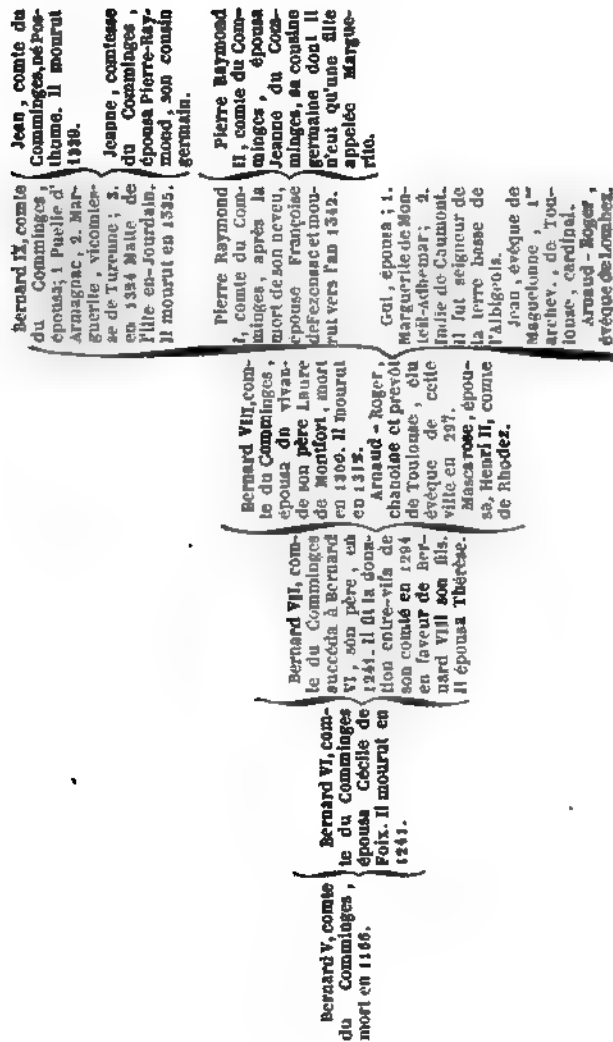 Bernard V, comte
du Comminges,
mort en 1166.
Bernard VI, com-
te du Comminges
épousa Cécile de
Foix. Il mourut en
1241.
Bernard VII, com-
te du Comminges
succéda à Bernard
VI, son père, en
1241. Il fit la dona-
tion entre-vifs de
son comté en 1294
en faveur de Ber-
nard VIII son fils.
Il épousa Thérèse.
Bernard VIII, com-
te du Comminges,
épousa du vivan-
de son père Laure
de Montfort, mort
en 1300. Il mourut
en 1312.
Arnaud-Roger,
chanoine et prevôt
de Toulouse, élu
évêque de cette
ville en 297.
Mascarose, épou-
sa, Henri II, comte
de Rhodez.
Bernard IX, comte
du Comminges,
épousa; 1 Puelle d'
Armagnac, 2. Mar-
guerite, vicomtes-
se de Turenne; 3.
en 1324 Matte de
l'Ille-en-Jourdain.
Il mourut en 1335.
Pierre Raymond
I, comte du Com-
minges, après la
mort de son neveu,
épouse Françoise
de Fezensac et mou-
rut vers l'an 1342.
Gui, épousa; 1.
Marguerite de Mon-
teil-Adhemar; 2.
Indie de Caumont.
il fut seigneur de
la terre basse de
l'Albigeois.
Jean, évêque de
Maguelonne, 1er
archev. de Tou-
louse, cardinal.
Arnaud-Roger,
évêque de Lombez.
Jean, comte du
Comminges, né Pos-
thume. Il mourut
1339.
Jeanne, comtesse
du Comminges,
épousa Pierre-Ray-
mond, son cousin
germain.
Pierre Raymond
II, comte du Com-
minges, épousa
Jeanne du Com-
minges, sa cousine
germaine dont il
n'eut qu'une fille
appelée Margue-
rite.